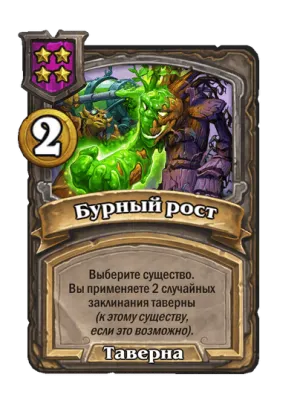 2
Бурный рост
Выберите существо.
Вы применяете 2 случайных
заклинания таверны
(к этому существу,
если это возможно).
Таверна